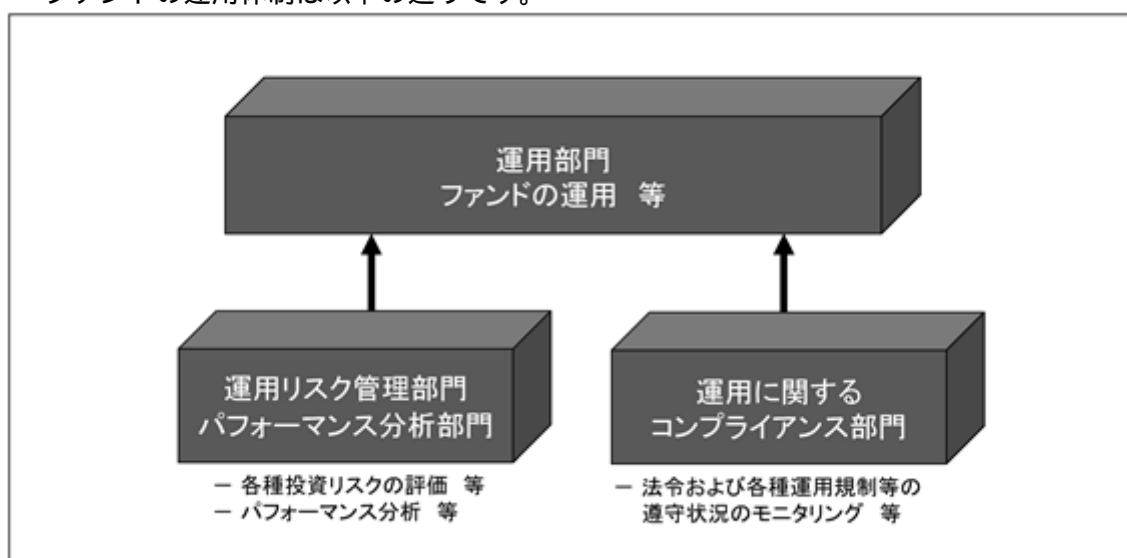 ファンドの運用体制は以下の通りです。
運用部門
ファンドの運用　等
運用リスク管理部門
パフォーマンス分析部門
－ 各種投資リスクの評価　等
－ パフォーマンス分析　等
運用に関する
コンプライアンス部門
－ 法令および各種運用規制等の
遵守状況のモニタリング　等